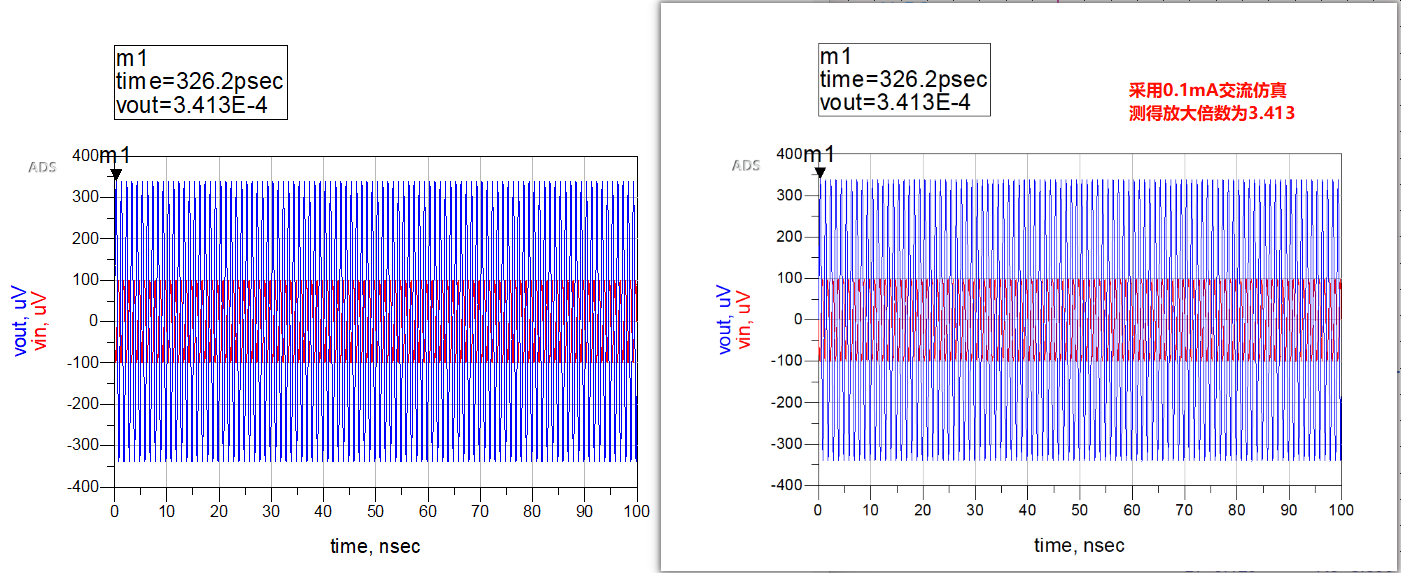 m1
time=326.2psec
vout=3.413E-4
m1
ADS
400
300
200
100
0
-100
-200
-300
-400
vout, uV
vin, uV
0 10 20 30 40 50 60 70 80 90 100
time, nsec
m1
time=326.2psec
vout=3.413E-4
采用0.1mA交流仿真
测得放大倍数为3.413
m1
ADS
400
300
200
100
0
-100
-200
-300
-400
vout, uV
vin, uV
0 10 20 30 40 50 60 70 80 90 100
time, nsec